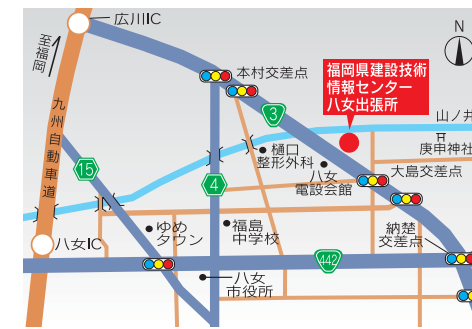 広川IC
至福岡
本村交差点
N
福岡県建設技術
情報センター
八女出張所
3
九州自動車道
山ノ井
庚申神社
樋口
整形外科
15
八女
電設会館
大島交差点
4
ゆめ
タウン
福島
中学校
納楚
交差点
八女IC
442
八女
市役所